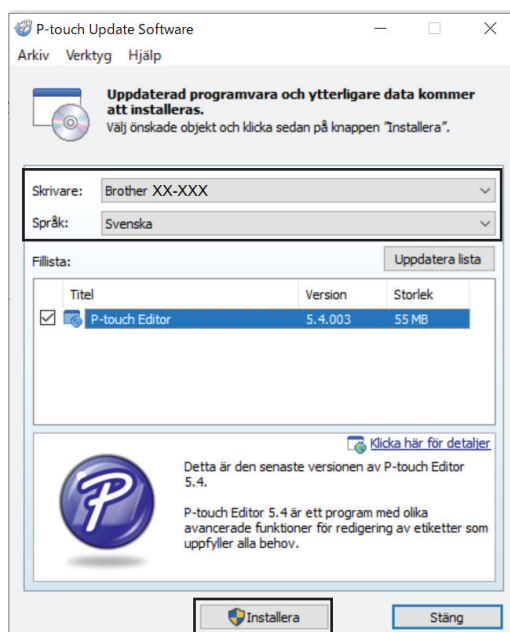 P-touch Update Software
Arkiv Verktyg Hjälp
Uppdaterad programvara och ytterligare data kommer
att installeras.
Välj önskade objekt och klicka sedan på knappen "Installera".
Skrivare: Brother XX-XXX
Språk: Svenska
Fillista: Uppdatera lista
Titel Version Storlek
P-touch Editor 5.4.003 55 MB
Klicka här för detaljer
Detta är den senaste versionen av P-touch Editor
5.4.
P-touch Editor 5.4 är ett program med olika
avancerade funktioner för redigering av etiketter som
uppfyller alla behov.
P
Installera Stäng